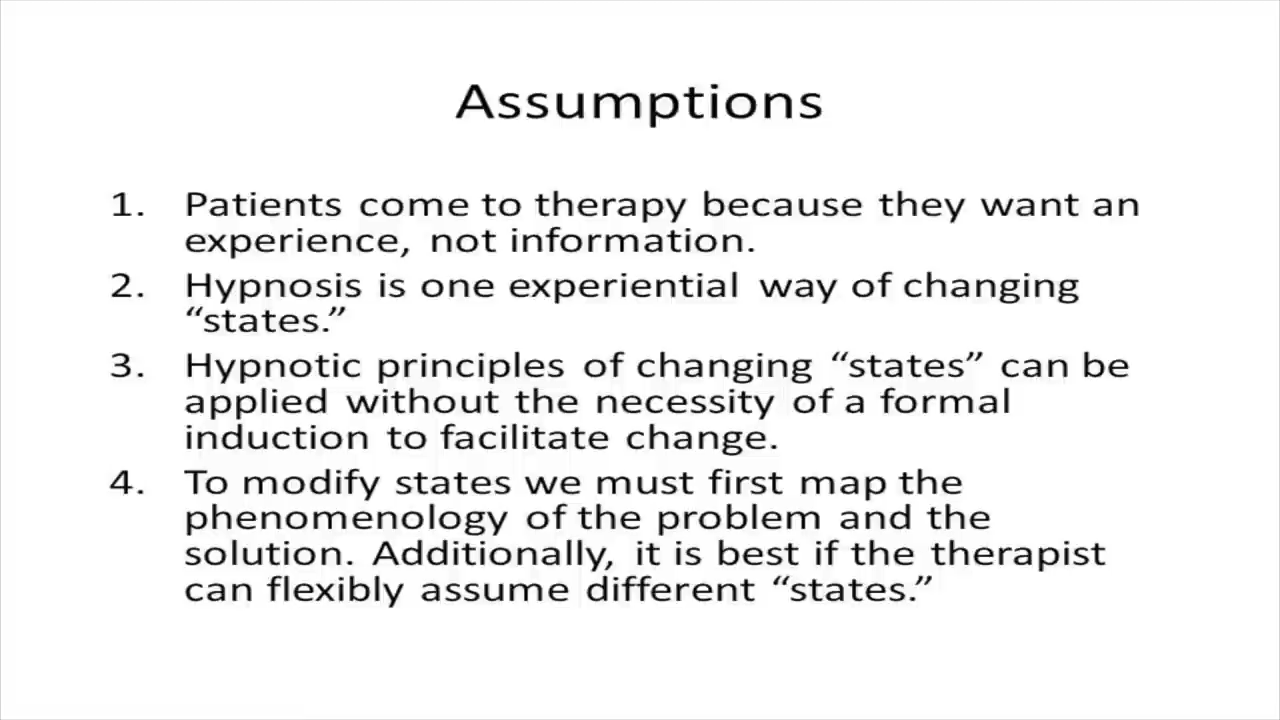 Assumptions
1. Patients come to therapy because they want an
experience, not information.
2. Hypnosis is one experiential way of changing
“states.”
3. Hypnotic principles of changing “states” can be
applied without the necessity of a formal
induction to facilitate change.
4. To modify states we must first map the
phenomenology of the problem and the
solution. Additionally, it is best if the therapist
can flexibly assume different “states.”